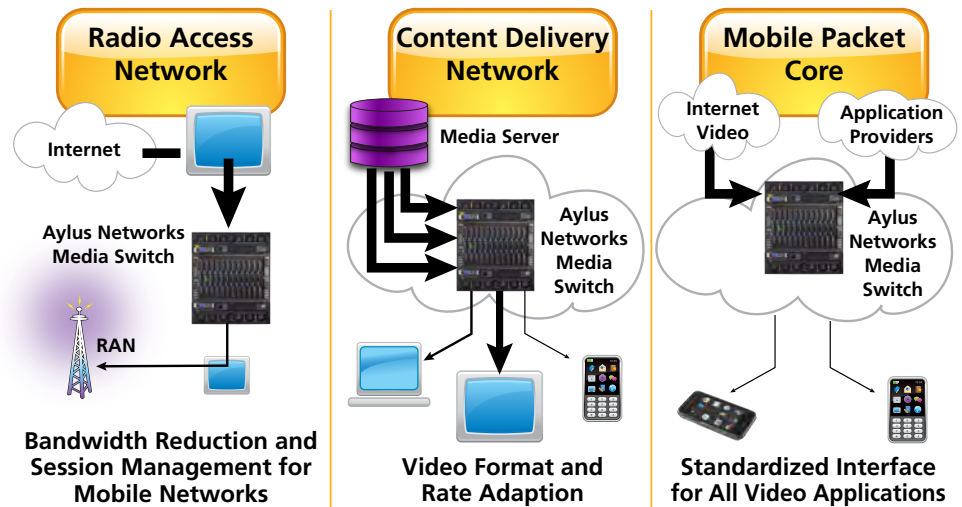 Radio Access
Network
Internet
Aylus Networks
Media Switch
RAN
Bandwidth Reduction and
Session Management for
Mobile Networks
Content Delivery
Network
Media Server
Aylus
Networks
Media
Switch
Video Format and
Rate Adaption
Mobile Packet
Core
Internet
Video
Application
Providers
Aylus
Networks
Media
Switch
Standardized Interface
for All Video Applications